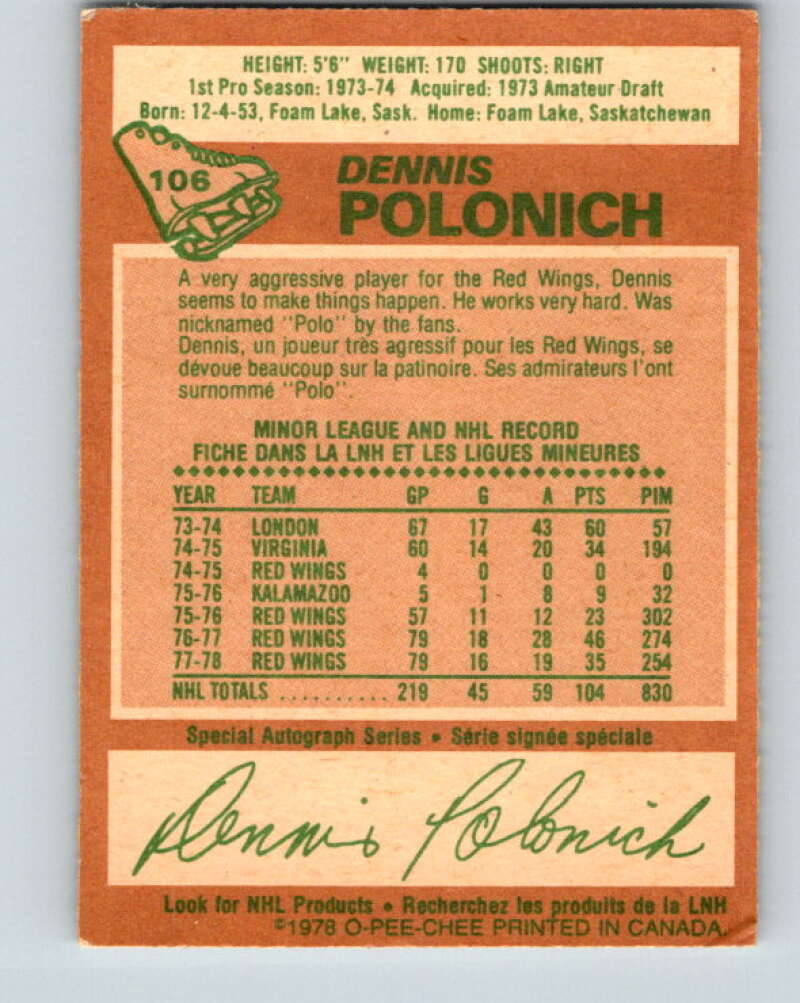 HEIGHT: 5'6" WEIGHT: 170 SHOOTS: RIGHT
1st Pro Season: 1973-74 Acquired: 1973 Amateur Draft
Born: 12-4-53, Foam Lake, Sask. Home: Foam Lake, Saskatchewan
106
DENNIS
POLONICH
A very aggressive player for the Red Wings, Dennis
seems to make things happen. He works very hard. Was
nicknamed "Polo" by the fans.
Dennis, un joueur très agressif pour les Red Wings, se
dévoue beaucoup sur la patinoire. Ses admirateurs l'ont
surnommé "Polo".
MINOR LEAGUE AND NHL RECORD
FICHE DANS LA LNH ET LES LIGUES MINEURES
YEAR TEAM GP G A PTS PIM
73-74 LONDON 67 17 43 60 57
74-75 VIRGINIA 60 14 20 34 194
74-75 RED WINGS 4 0 0 0 0
75-76 KALAMAZOO 5 1 8 9 32
75-76 RED WINGS 57 11 12 23 302
76-77 RED WINGS 79 18 28 46 274
77-78 RED WINGS 79 16 19 35 254
NHL TOTALS .......... 219 45 59 104 830
Special Autograph Series • Série signée spéciale
Dennis Polonich
Look for NHL Products • Recherchez les produits de la LNH
©1978 O-PEE-CHEE PRINTED IN CANADA.